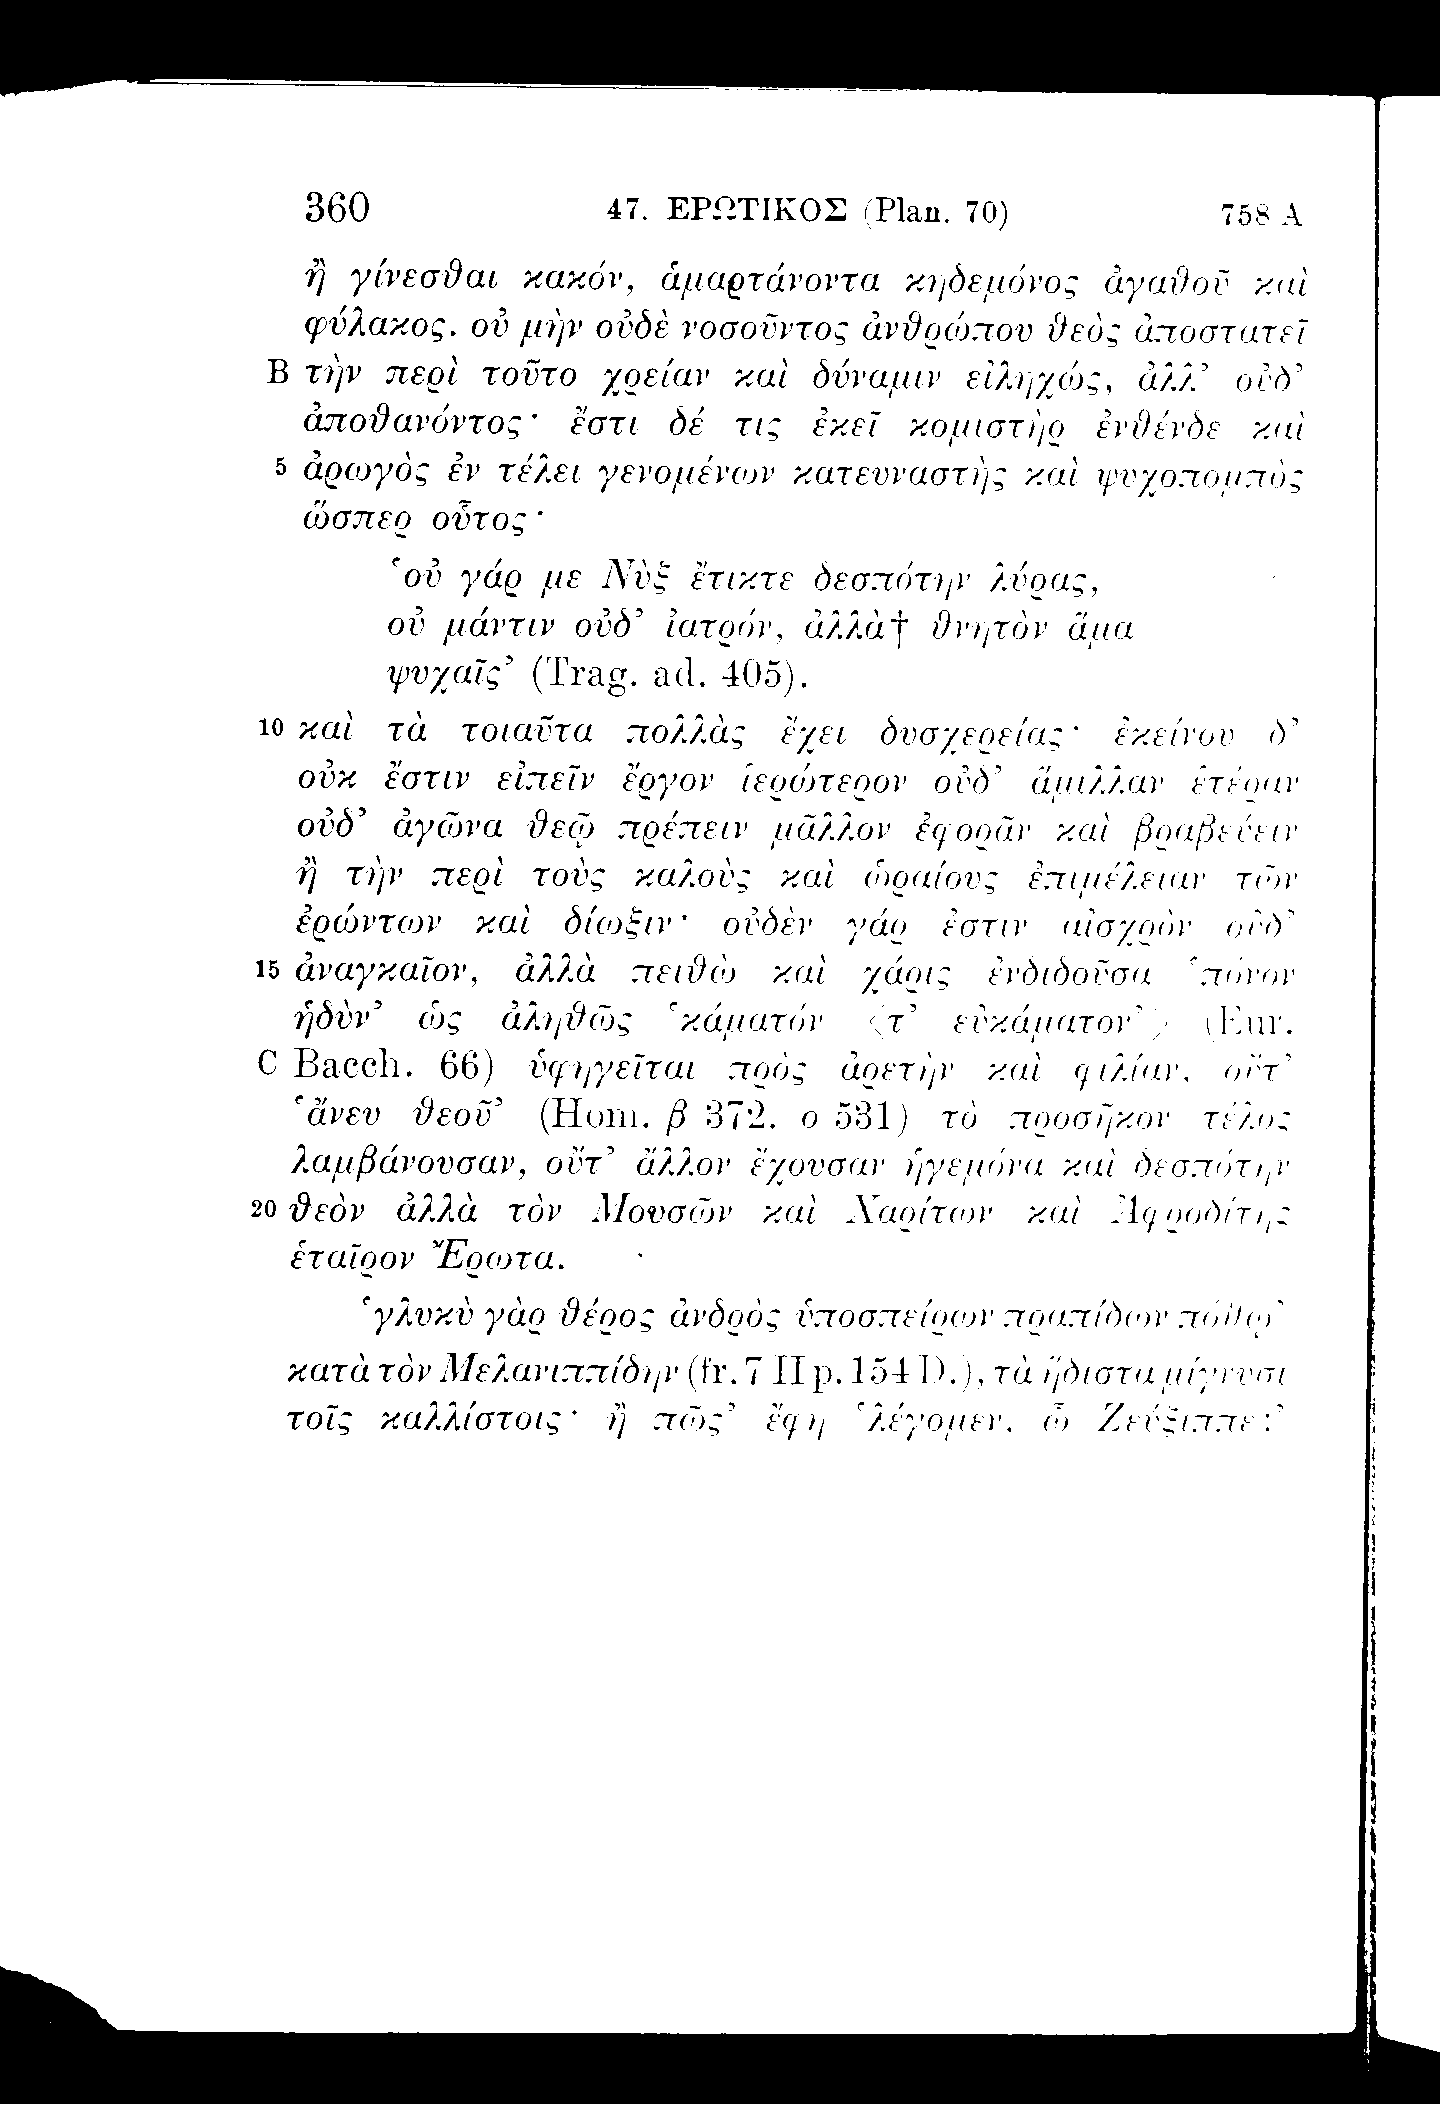 360 47. ΕΡΩΤΙΚΟΣ (Plan. 70) 758 A
ἢ γίνεσθαι κακόν, ἁμαρτάνοντα κηδεμόνος ἀγαθοῦ καὶ
φύλακος. οὐ μὴν οὐδὲ νοσοῦντος ἀνθρώπου θεὸς ἀποστατεῖ
B τὴν περὶ τοῦτο χρείαν καὶ δύναμιν εἰληχώς, ἀλλ’ οὐδ’
ἀποθανόντος· ἔστι δέ τις ἐκεῖ κομιστὴρ ἐνθένδε καὶ
5 ἀρωγὸς ἐν τέλει γενομένων κατευναστὴς καὶ ψυχοπομπὸς
ὥσπερ οὗτος·
‘οὐ γάρ με Νὺξ ἔτικτε δεσπότην λύρας,
οὐ μάντιν οὐδ’ ἰατρόν, ἀλλὰ† θνητὸν ἅμα
ψυχαῖς’ (Trag. ad. 405).
10 καὶ τὰ τοιαῦτα πολλὰς ἔχει δυσχερείας· ἐκείνου δ’
οὐκ ἔστιν εἰπεῖν ἔργον ἱερώτερον οὐδ’ ἅμιλλαν ἑτέραν
οὐδ’ ἀγῶνα θεῷ πρέπειν μᾶλλον ἐφορᾶν καὶ βραβεύειν
ἢ τὴν περὶ τοὺς καλοὺς καὶ ὡραίους ἐπιμέλειαν τῶν
ἐρώντων καὶ δίωξιν· οὐδὲν γάρ ἐστιν αἰσχρὸν οὐδ’
15 ἀναγκαῖον, ἀλλὰ πειθὼ καὶ χάρις ἐνδιδοῦσα ‘πόνον
ἡδὺν’ ὡς ἀληθῶς ‘κάματόν <τ’ εὐκάματον’> (Eur.
C Bacch. 66) ὑφηγεῖται πρὸς ἀρετὴν καὶ φιλίαν, οὔτ’
‘ἄνευ θεοῦ’ (Hom. β 372. ο 531) τὸ προσῆκον τέλος
λαμβάνουσαν, οὔτ’ ἄλλον ἔχουσαν ἡγεμόνα καὶ δεσπότην
20 θεὸν ἀλλὰ τὸν Μουσῶν καὶ Χαρίτων καὶ Ἀφροδίτης
ἑταῖρον Ἔρωτα.
‘γλυκὺ γὰρ θέρος ἀνδρὸς ὑποσπείρων πραπίδων πόθῳ’
κατὰ τὸν Μελανιππίδην (fr. 7 II p. 154 D.), τὰ ἥδιστα μίγνυσι
τοῖς καλλίστοις· ἢ πῶς’ ἔφη ‘λέγομεν, ὦ Ζεύξιππε;’